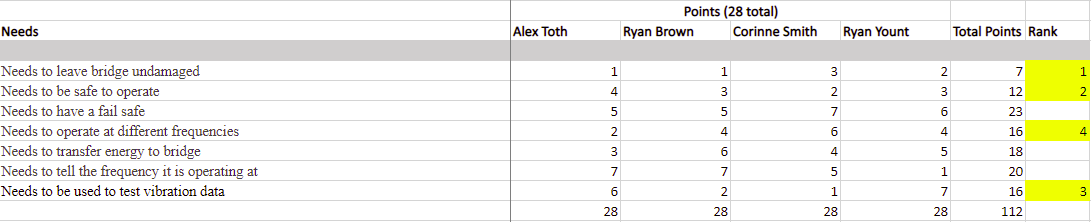 Points (28 total)
Needs Alex Toth Ryan Brown Corinne Smith Ryan Yount Total Points Rank
Needs to leave bridge undamaged 1 1 3 2 7 1
Needs to be safe to operate 4 3 2 3 12 2
Needs to have a fail safe 5 5 7 6 23
Needs to operate at different frequencies 2 4 6 4 16 4
Needs to transfer energy to bridge 3 6 4 5 18
Needs to tell the frequency it is operating at 7 7 5 1 20
Needs to be used to test vibration data 6 2 1 7 16 3
28 28 28 28 112